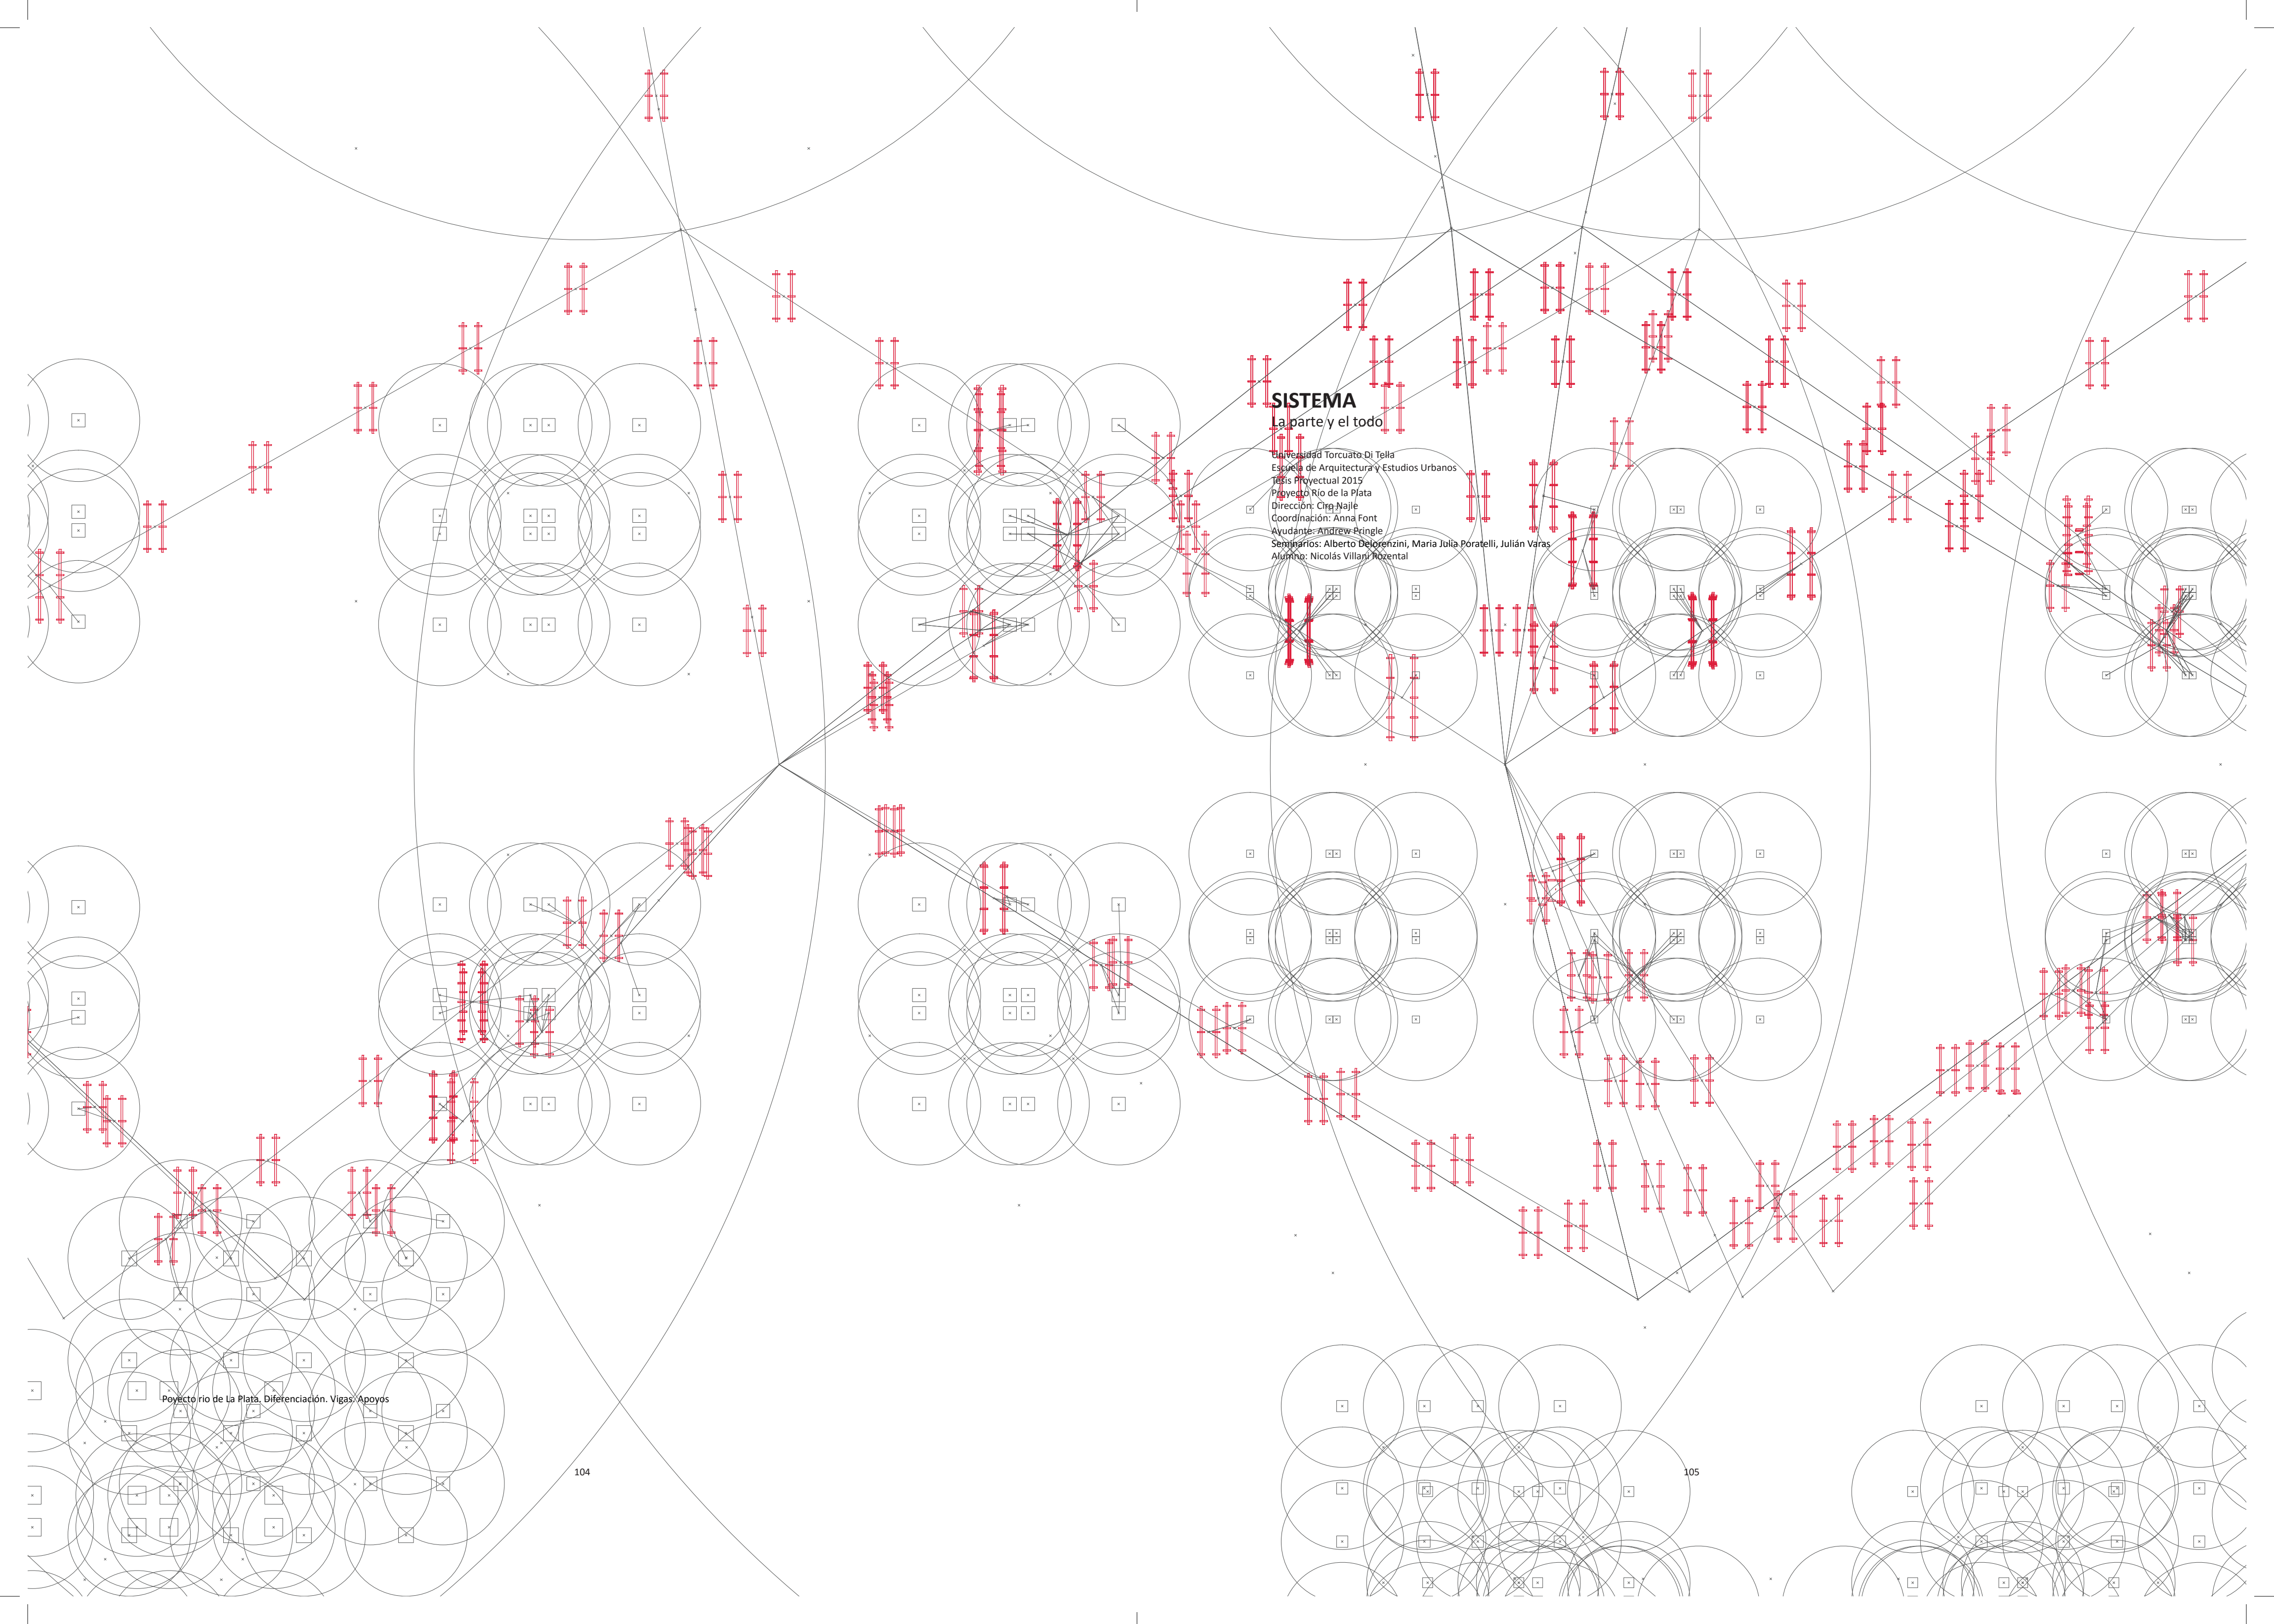 Poyecto rio de La Plata. Diferenciación. Vigas. Apoyos
104
SISTEMA
La parte y el todo
Universidad Torcuato Di Tella
Escuela de Arquitectura y Estudios Urbanos
Tesis Proyectual 2015
Proyecto Río de la Plata
Dirección: Ciro Najle
Coordinación: Anna Font
Ayudante: Andrew Pringle
Seminarios: Alberto Delorenzini, Maria Julia Poratelli, Julián Varas
Alumno: Nicolás Villani Rozental
105